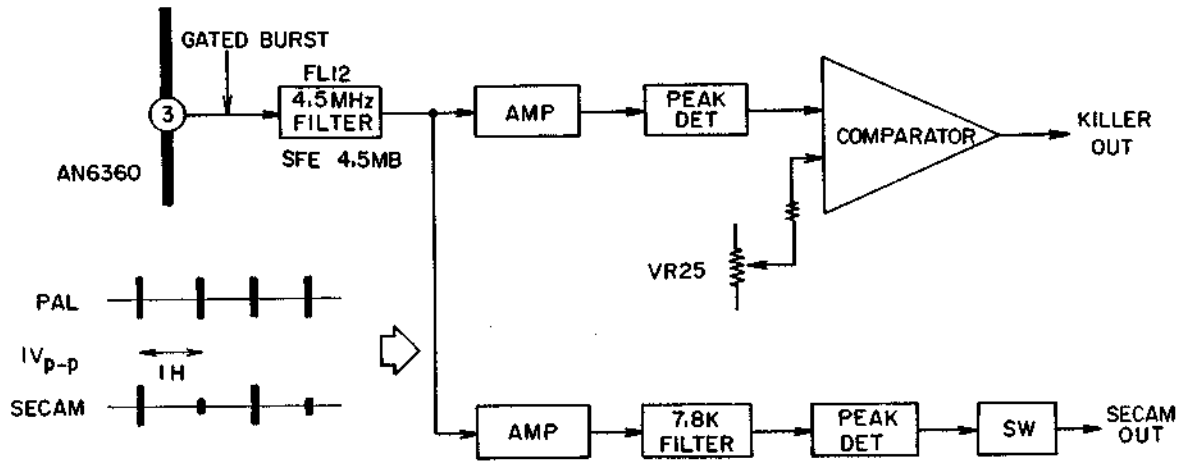 GATED BURST
3
AN6360
FL12
4.5MHz
FILTER
SFE 4.5MB
AMP
PEAK
DET
COMPARATOR
KILLER
OUT
VR25
PAL
1Vp-p
1H
SECAM
AMP
7.8K
FILTER
PEAK
DET
SW
SECAM
OUT